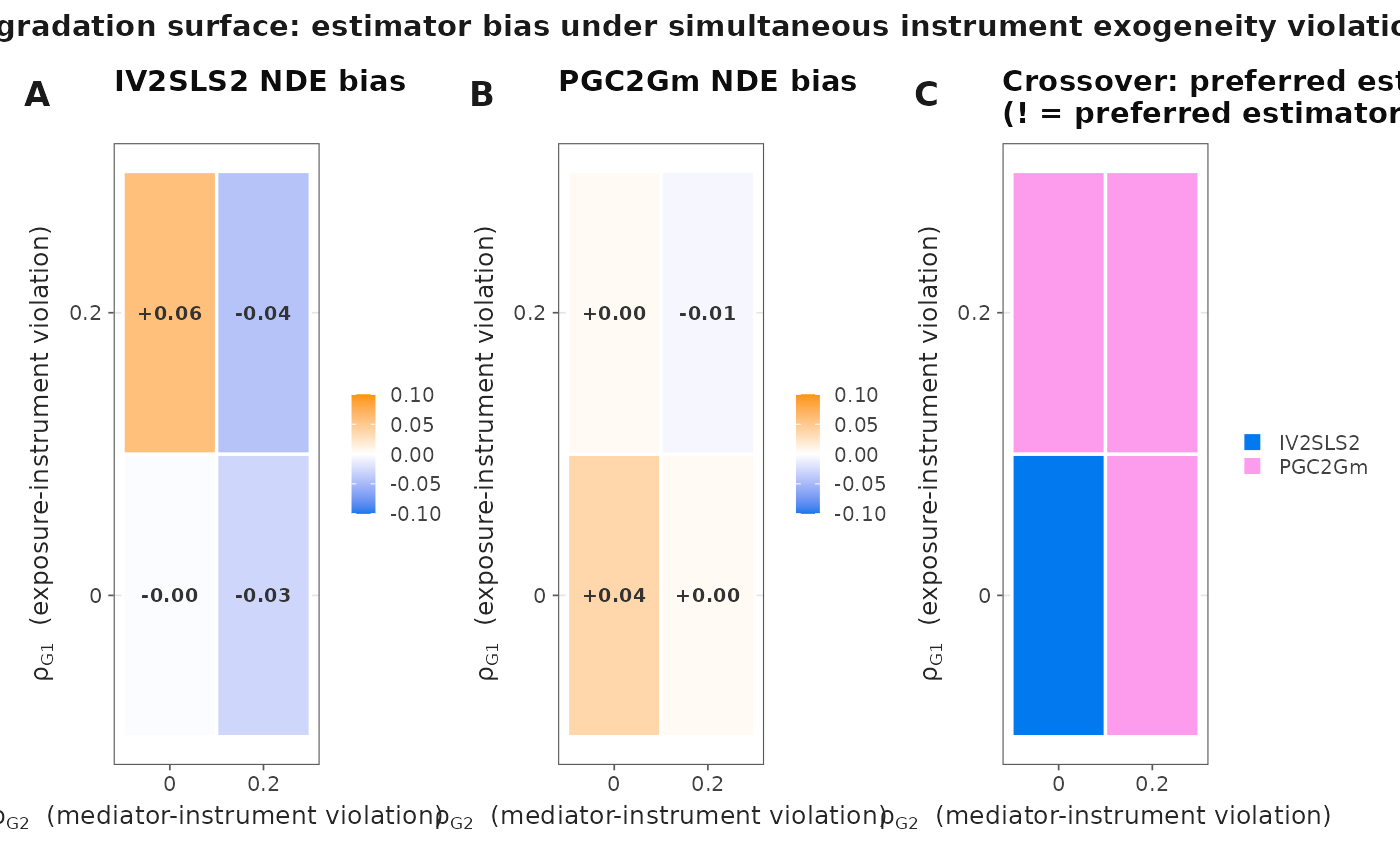 gradation surface: estimator bias under simultaneous instrument exogeneity violatio
A
IV2SLS2 NDE bias
B
PGC2Gm NDE bias
C
Crossover: preferred est
(! = preferred estimator
ρG1 (exposure-instrument violation)
0.2
0
+0.06
-0.04
-0.00
-0.03
0
0.2
ρG2 (mediator-instrument violation)
0.10
0.05
0.00
-0.05
-0.10
ρG1 (exposure-instrument violation)
0.2
0
+0.00
-0.01
+0.04
+0.00
0
0.2
ρG2 (mediator-instrument violation)
0.10
0.05
0.00
-0.05
-0.10
ρG1 (exposure-instrument violation)
0.2
0
0
0.2
ρG2 (mediator-instrument violation)
IV2SLS2
PGC2Gm